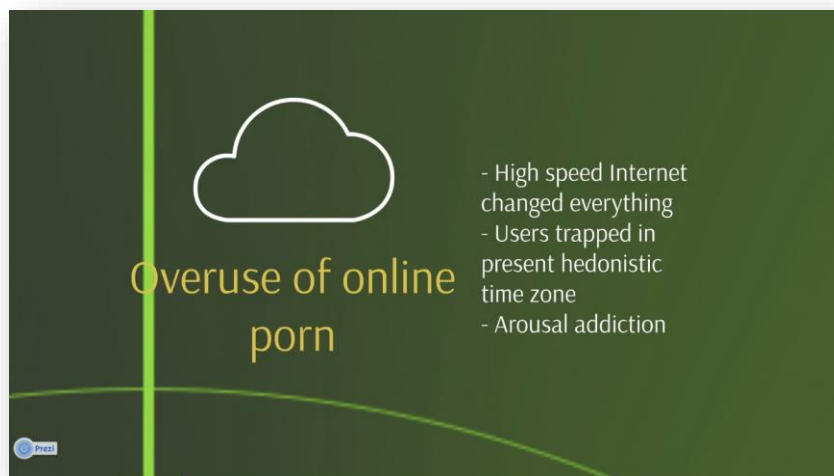 Overuse of online
porn
- High speed Internet
changed everything
- Users trapped in
present hedonistic
time zone
- Arousal addiction
Prezi